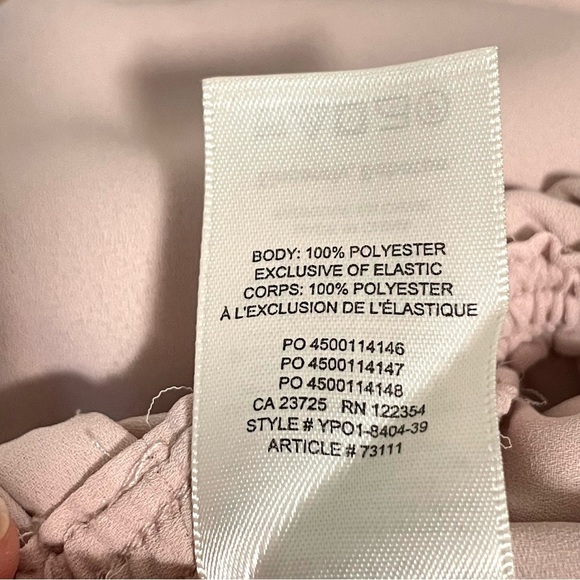 BODY: 100% POLYESTER
EXCLUSIVE OF ELASTIC
CORPS: 100% POLYESTER
À L'EXCLUSION DE L'ÉLASTIQUE
PO 4500114146
PO 4500114147
PO 4500114148
CA 23725 RN 122354
STYLE # YPO1-8404-39
ARTICLE # 73111